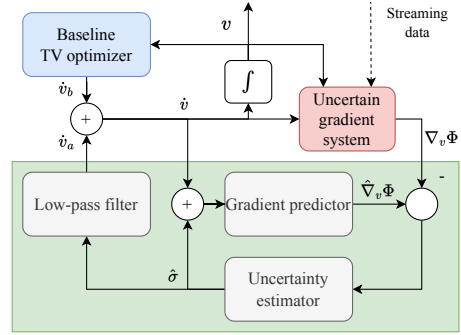 Baseline
TV optimizer
v
Streaming
data
∫
v̇_b
+
v̇
v̇_a
Uncertain
gradient
system
∇_vΦ
Low-pass filter
+
Gradient predictor
∇̂_vΦ
-
σ̂
Uncertainty
estimator